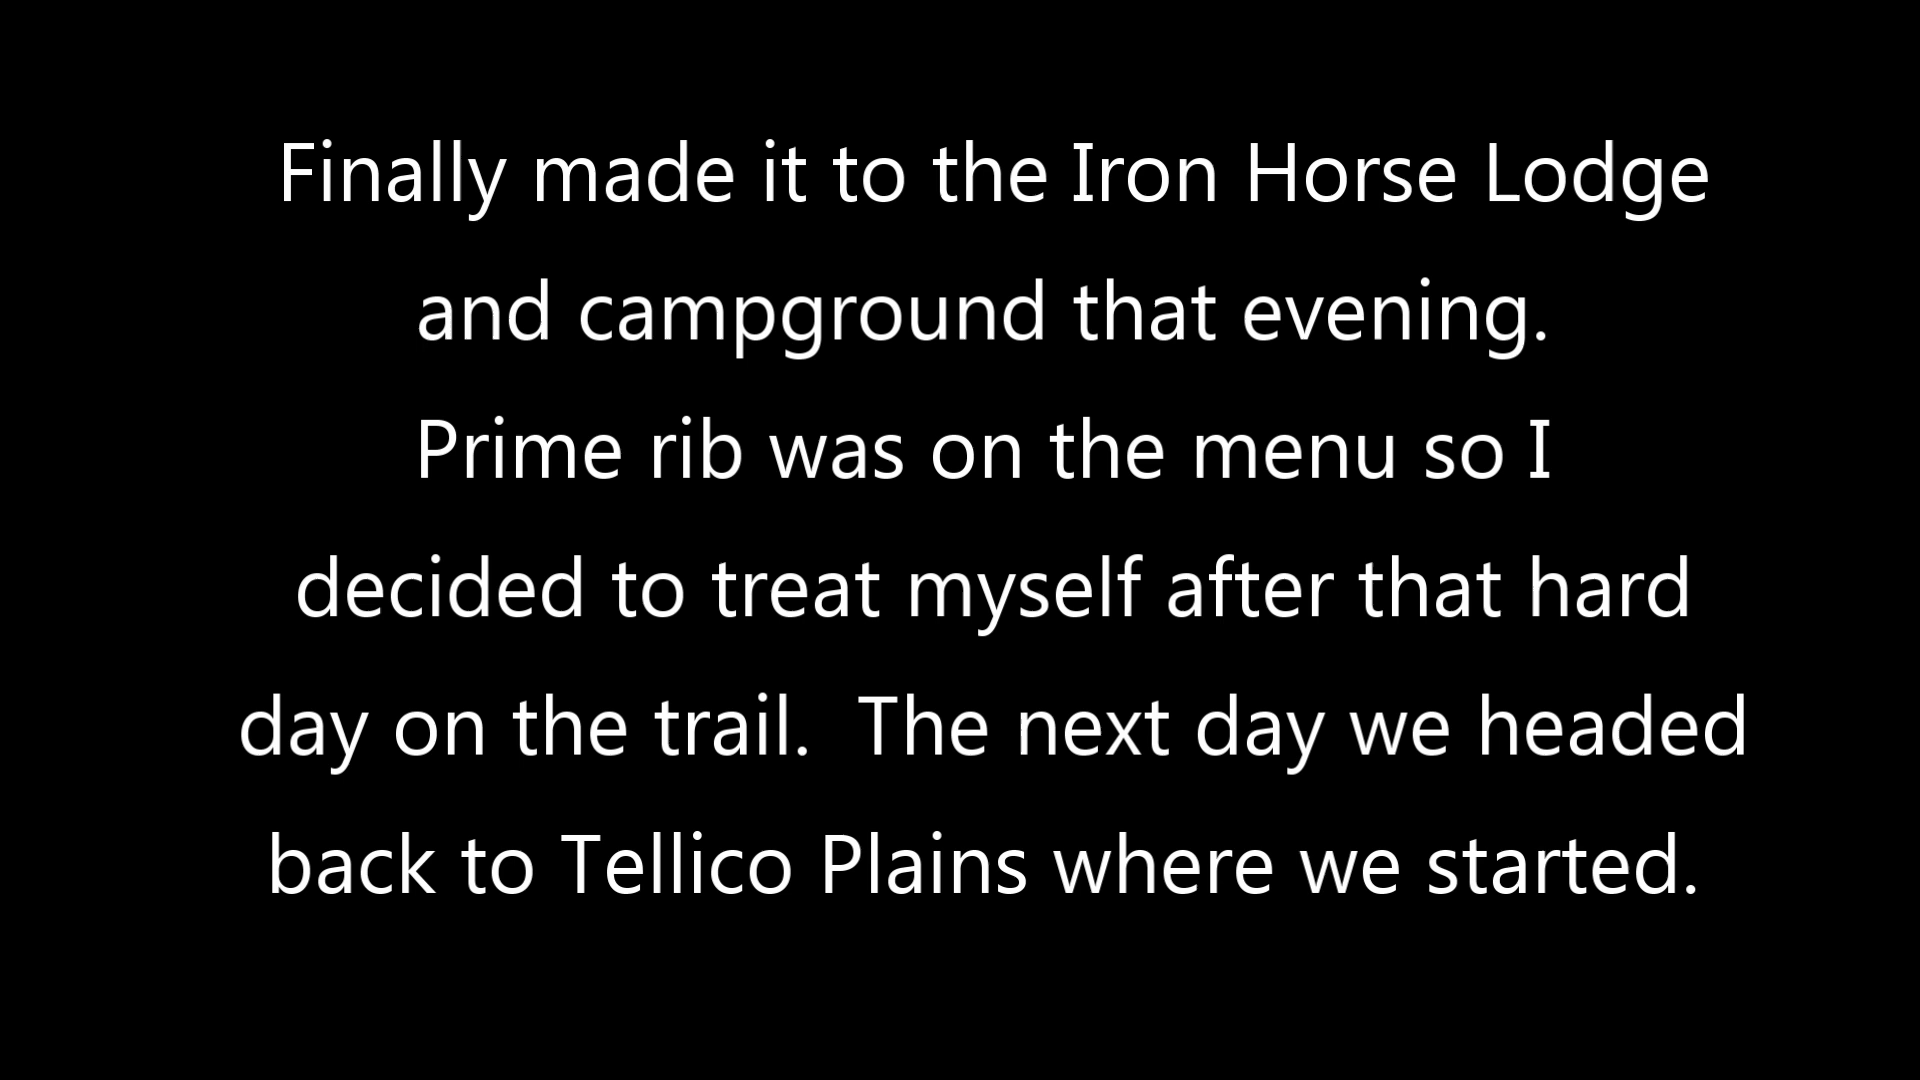 Finally made it to the Iron Horse Lodge
and campground that evening.
Prime rib was on the menu so I
decided to treat myself after that hard
day on the trail.  The next day we headed
back to Tellico Plains where we started.